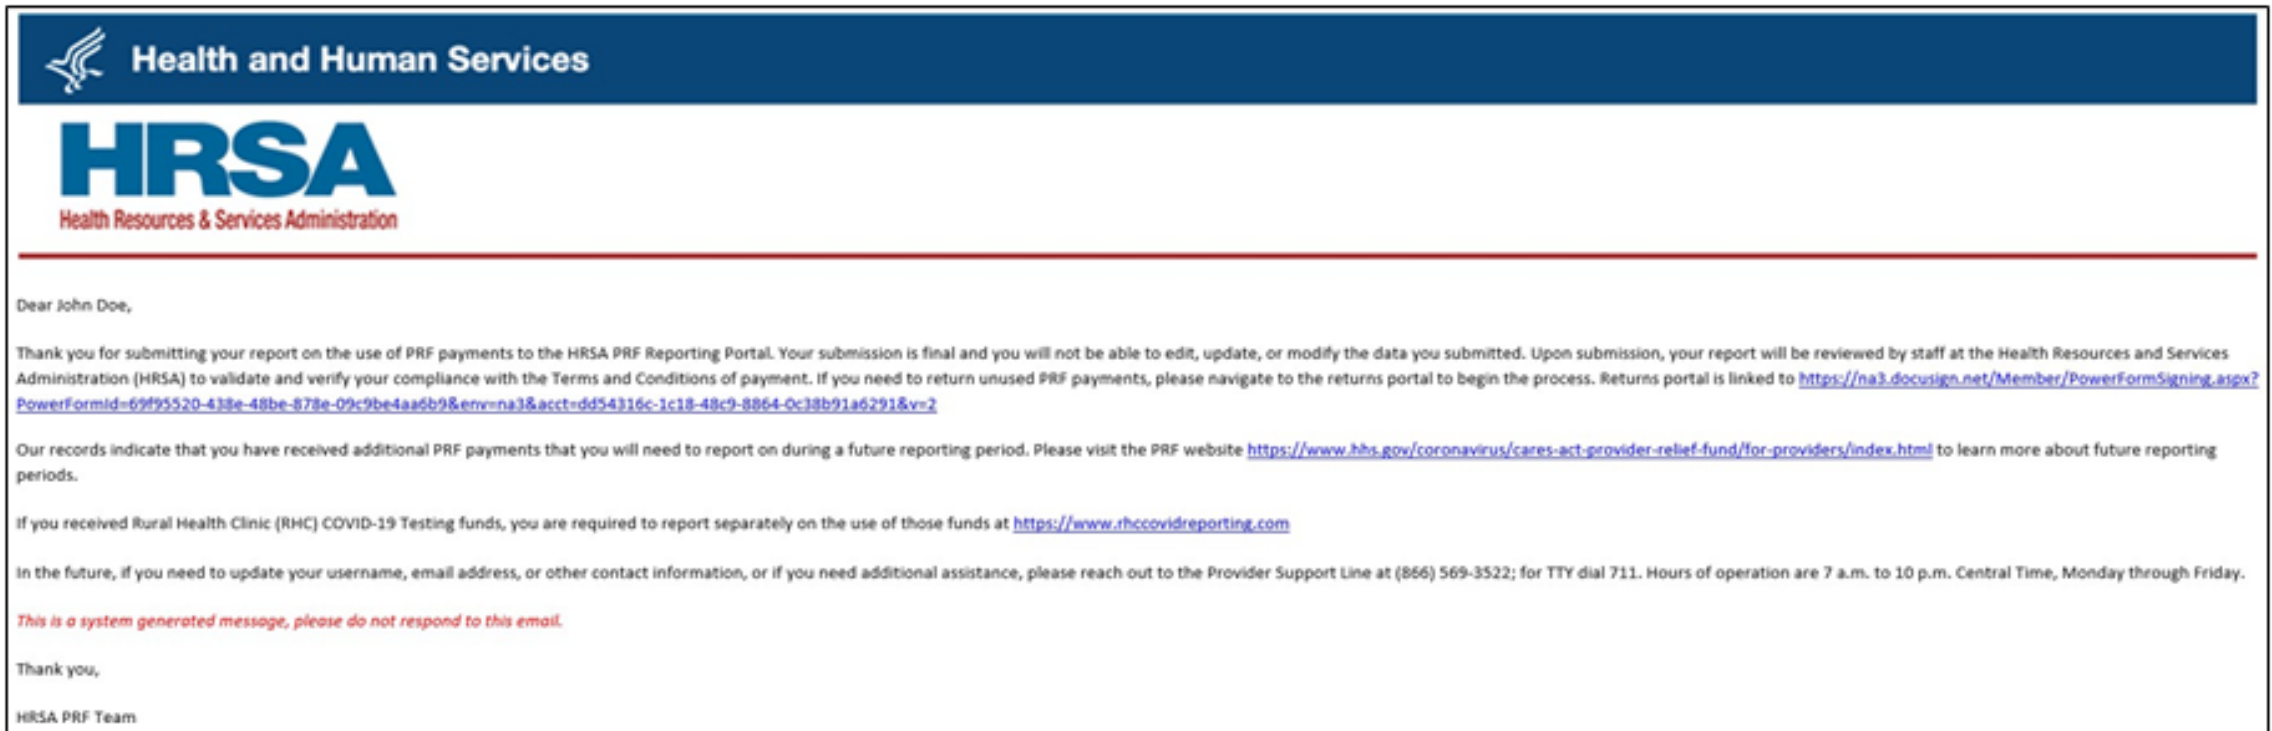 Health and Human Services
HRSA
Health Resources & Services Administration
Dear John Doe,
Thank you for submitting your report on the use of PRF payments to the HRSA PRF Reporting Portal. Your submission is final and you will not be able to edit, update, or modify the data you submitted. Upon submission, your report will be reviewed by staff at the Health Resources and Services
Administration (HRSA) to validate and verify your compliance with the Terms and Conditions of payment. If you need to return unused PRF payments, please navigate to the returns portal to begin the process. Returns portal is linked to https://na3.docusign.net/Member/PowerFormSigning.aspx?
PowerFormId=69f95520-438e-48be-878e-09c9be4aa6b9&env=na3&acct=dd54316c-1c18-48c9-8864-0c38b91a6291&v=2
Our records indicate that you have received additional PRF payments that you will need to report on during a future reporting period. Please visit the PRF website https://www.hhs.gov/coronavirus/cares-act-provider-relief-fund/for-providers/index.html to learn more about future reporting
periods.
If you received Rural Health Clinic (RHC) COVID-19 Testing funds, you are required to report separately on the use of those funds at https://www.rhccovidreporting.com
In the future, if you need to update your username, email address, or other contact information, or if you need additional assistance, please reach out to the Provider Support Line at (866) 569-3522; for TTY dial 711. Hours of operation are 7 a.m. to 10 p.m. Central Time, Monday through Friday.
This is a system generated message, please do not respond to this email.
Thank you,
HRSA PRF Team